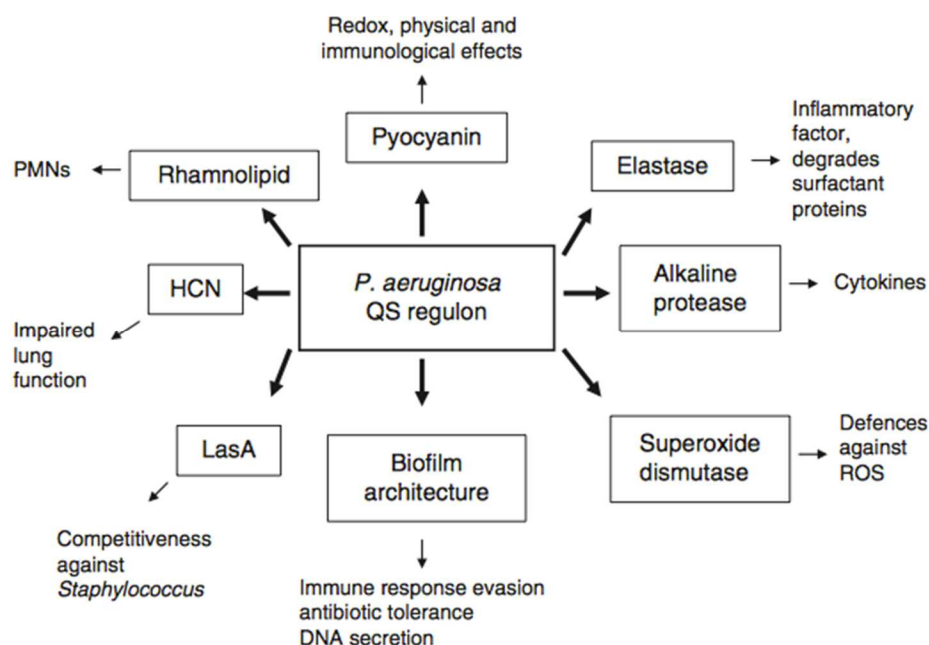 Redox, physical and
immunological effects
Pyocyanin
Inflammatory
factor,
degrades
surfactant
proteins
Elastase
PMNs
Rhamnolipid
P. aeruginosa
QS regulon
Alkaline
protease
Cytokines
HCN
Impaired
lung
function
LasA
Biofilm
architecture
Superoxide
dismutase
Defences
against
ROS
Competitiveness
against
Staphylococcus
Immune response evasion
antibiotic tolerance
DNA secretion